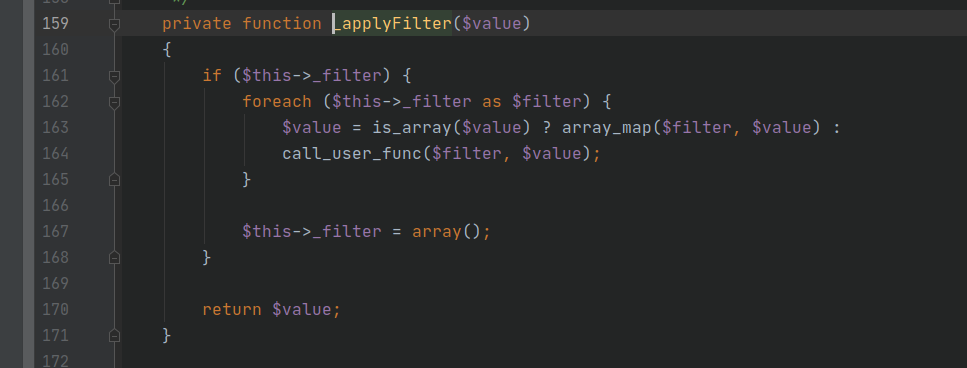 158 */
159 private function _applyFilter($value)
160 {
161 if ($this->_filter) {
162 foreach ($this->_filter as $filter) {
163 $value = is_array($value) ? array_map($filter, $value) :
164 call_user_func($filter, $value);
165 }
166
167 $this->_filter = array();
168 }
169
170 return $value;
171 }
172